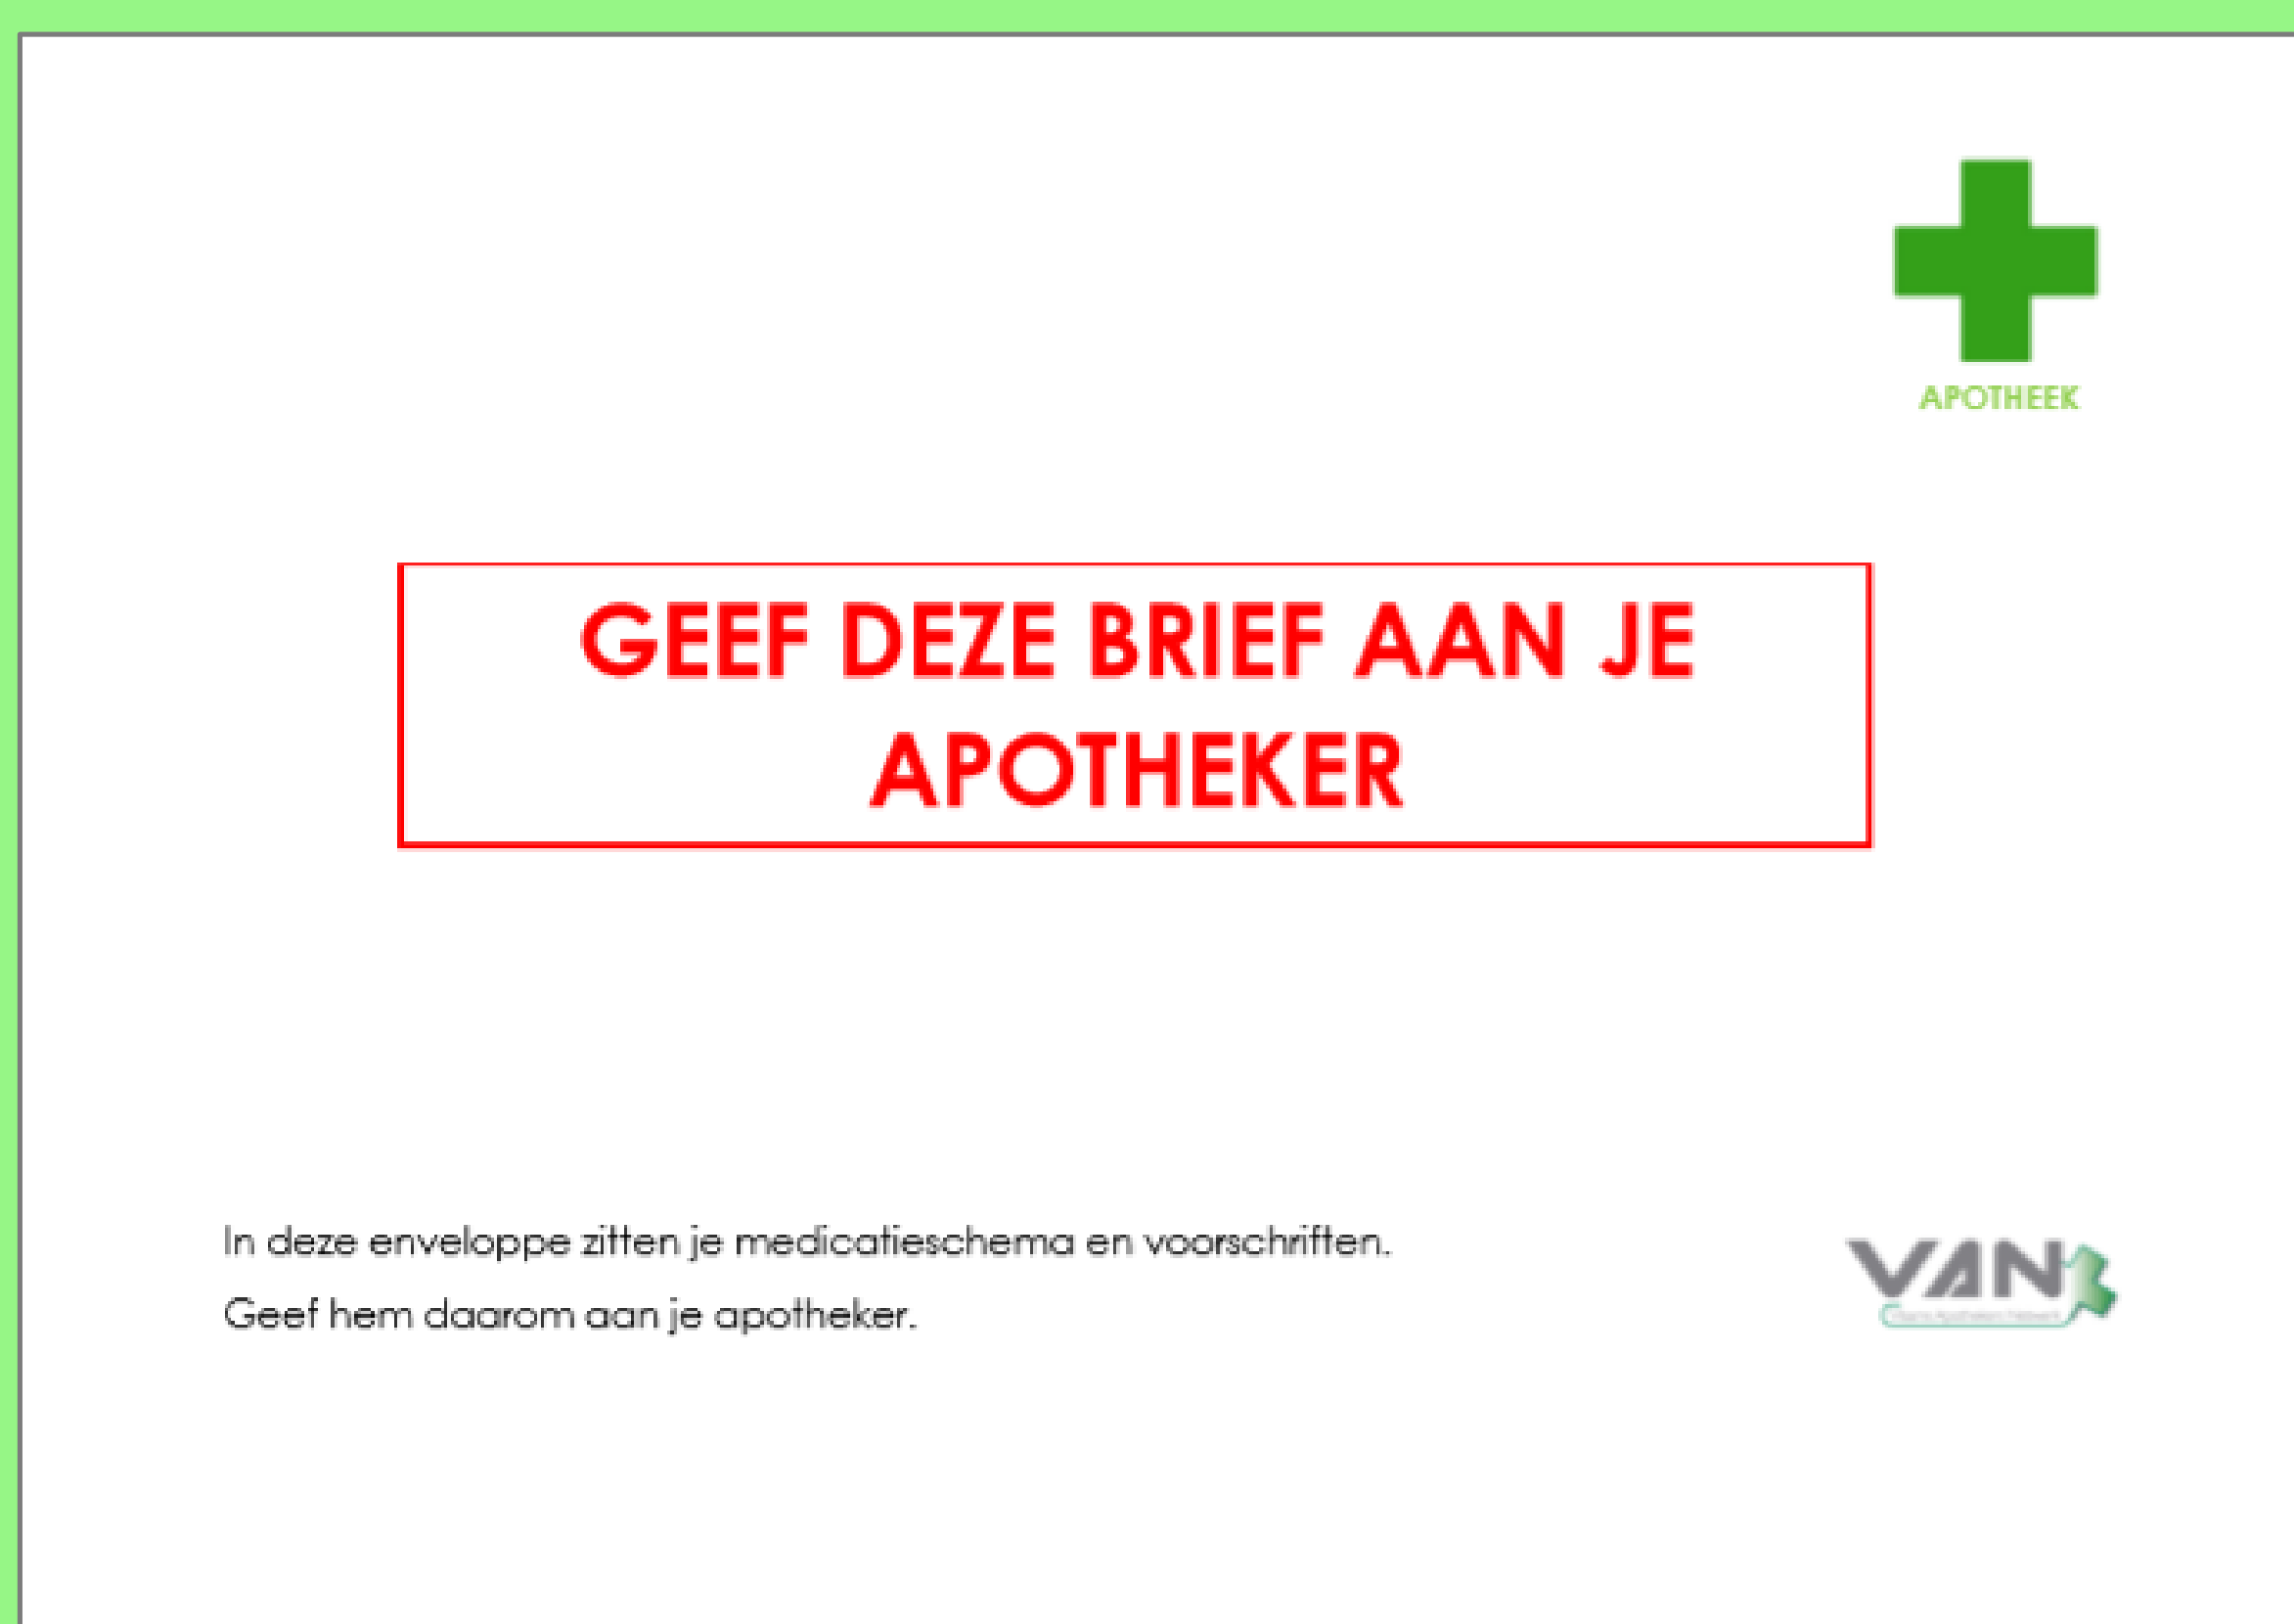 APOTHEEK
GEEF DEZE BRIEF AAN JE
APOTHEKER
In deze enveloppe zitten je medicatieschema en voorschriften.
Geef hem daarom aan je apotheker.
VAN